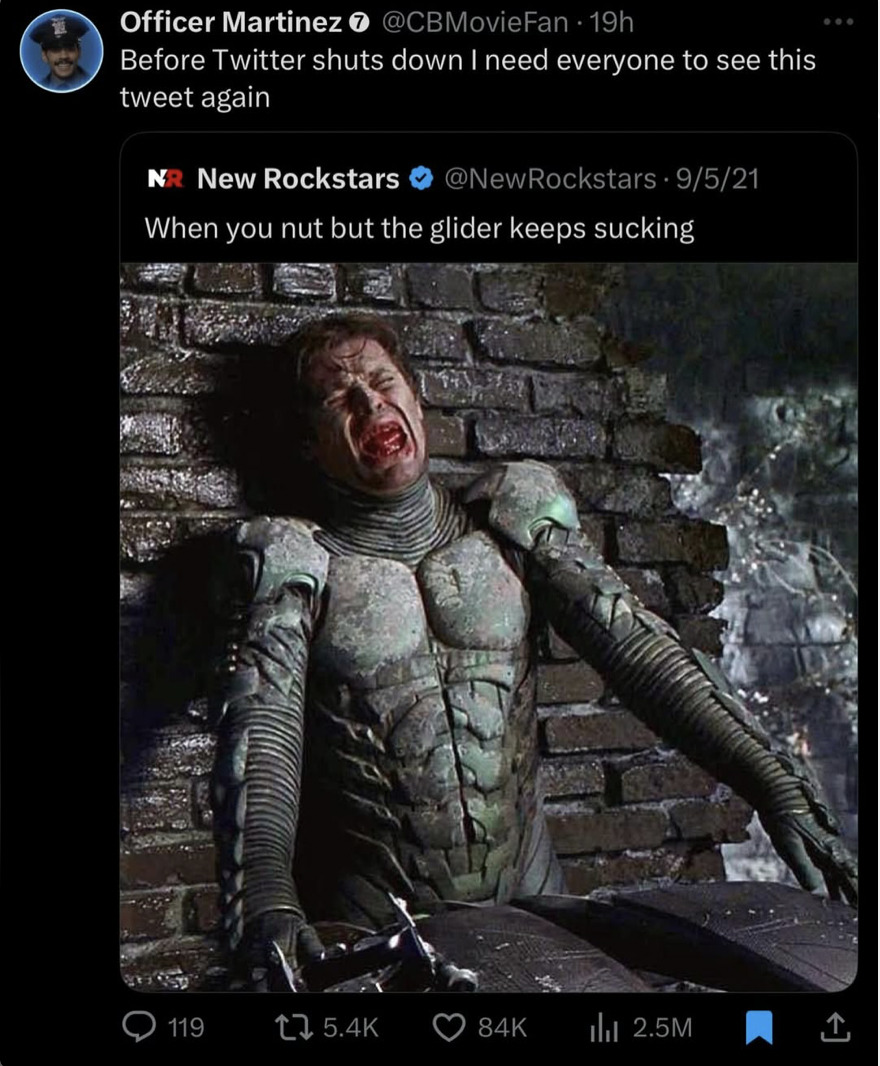 Officer Martinez 7 @CBMovieFan · 19h
Before Twitter shuts down I need everyone to see this
tweet again
NR New Rockstars @NewRockstars · 9/5/21
When you nut but the glider keeps sucking
119 5.4K 84K 2.5M